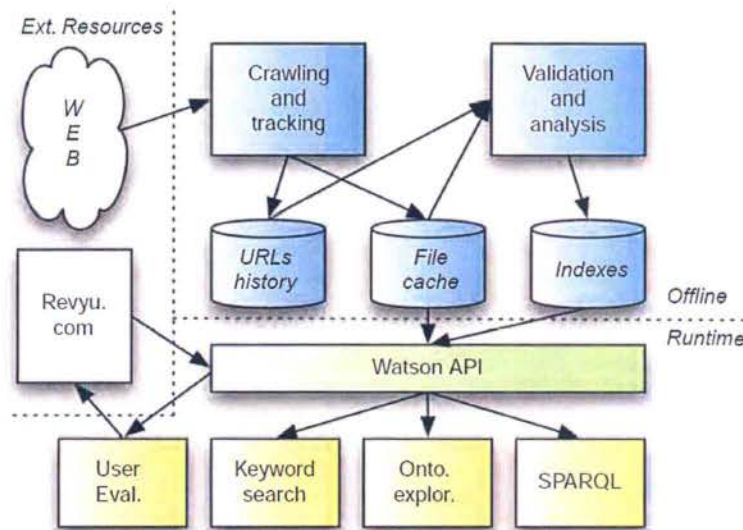 Ext. Resources
W
E
B
Crawling
and
tracking
Validation
and
analysis
URLs
history
File
cache
Indexes
Offline
Runtime
Revyu.
com
Watson API
User
Eval.
Keyword
search
Onto.
explor.
SPARQL